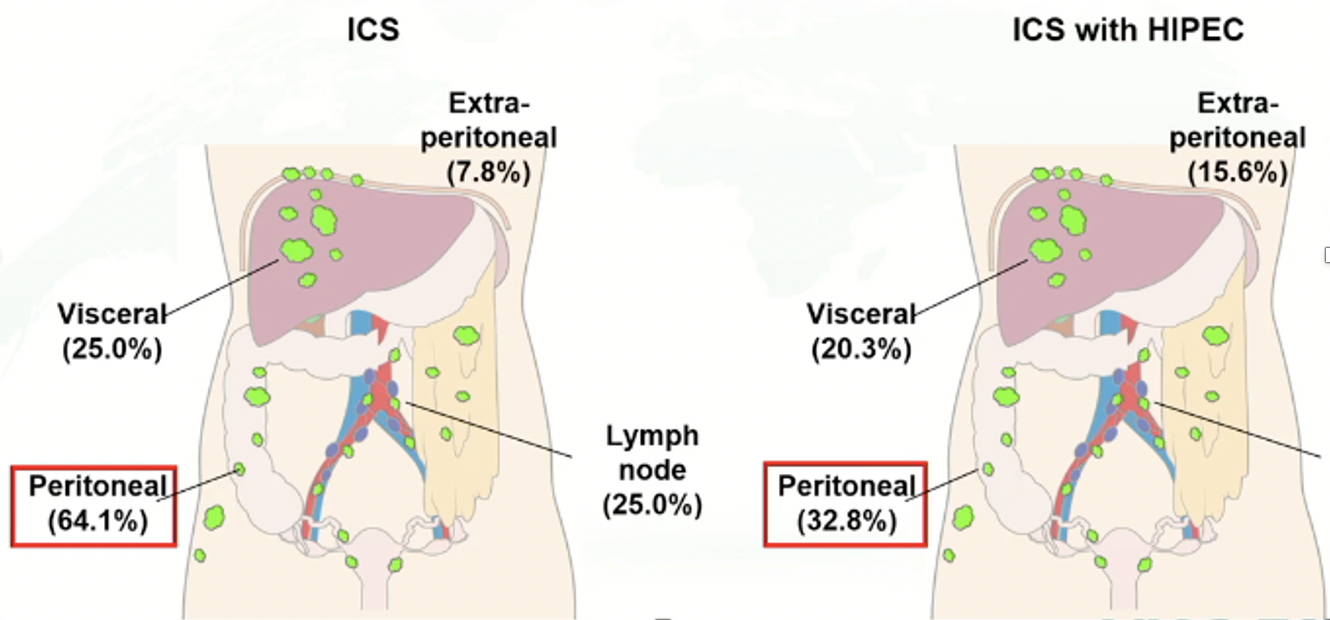 ICS
Extra-
peritoneal
(7.8%)
Visceral
(25.0%)
Lymph
node
(25.0%)
Peritoneal
(64.1%)
ICS with HIPEC
Extra-
peritoneal
(15.6%)
Visceral
(20.3%)
Peritoneal
(32.8%)